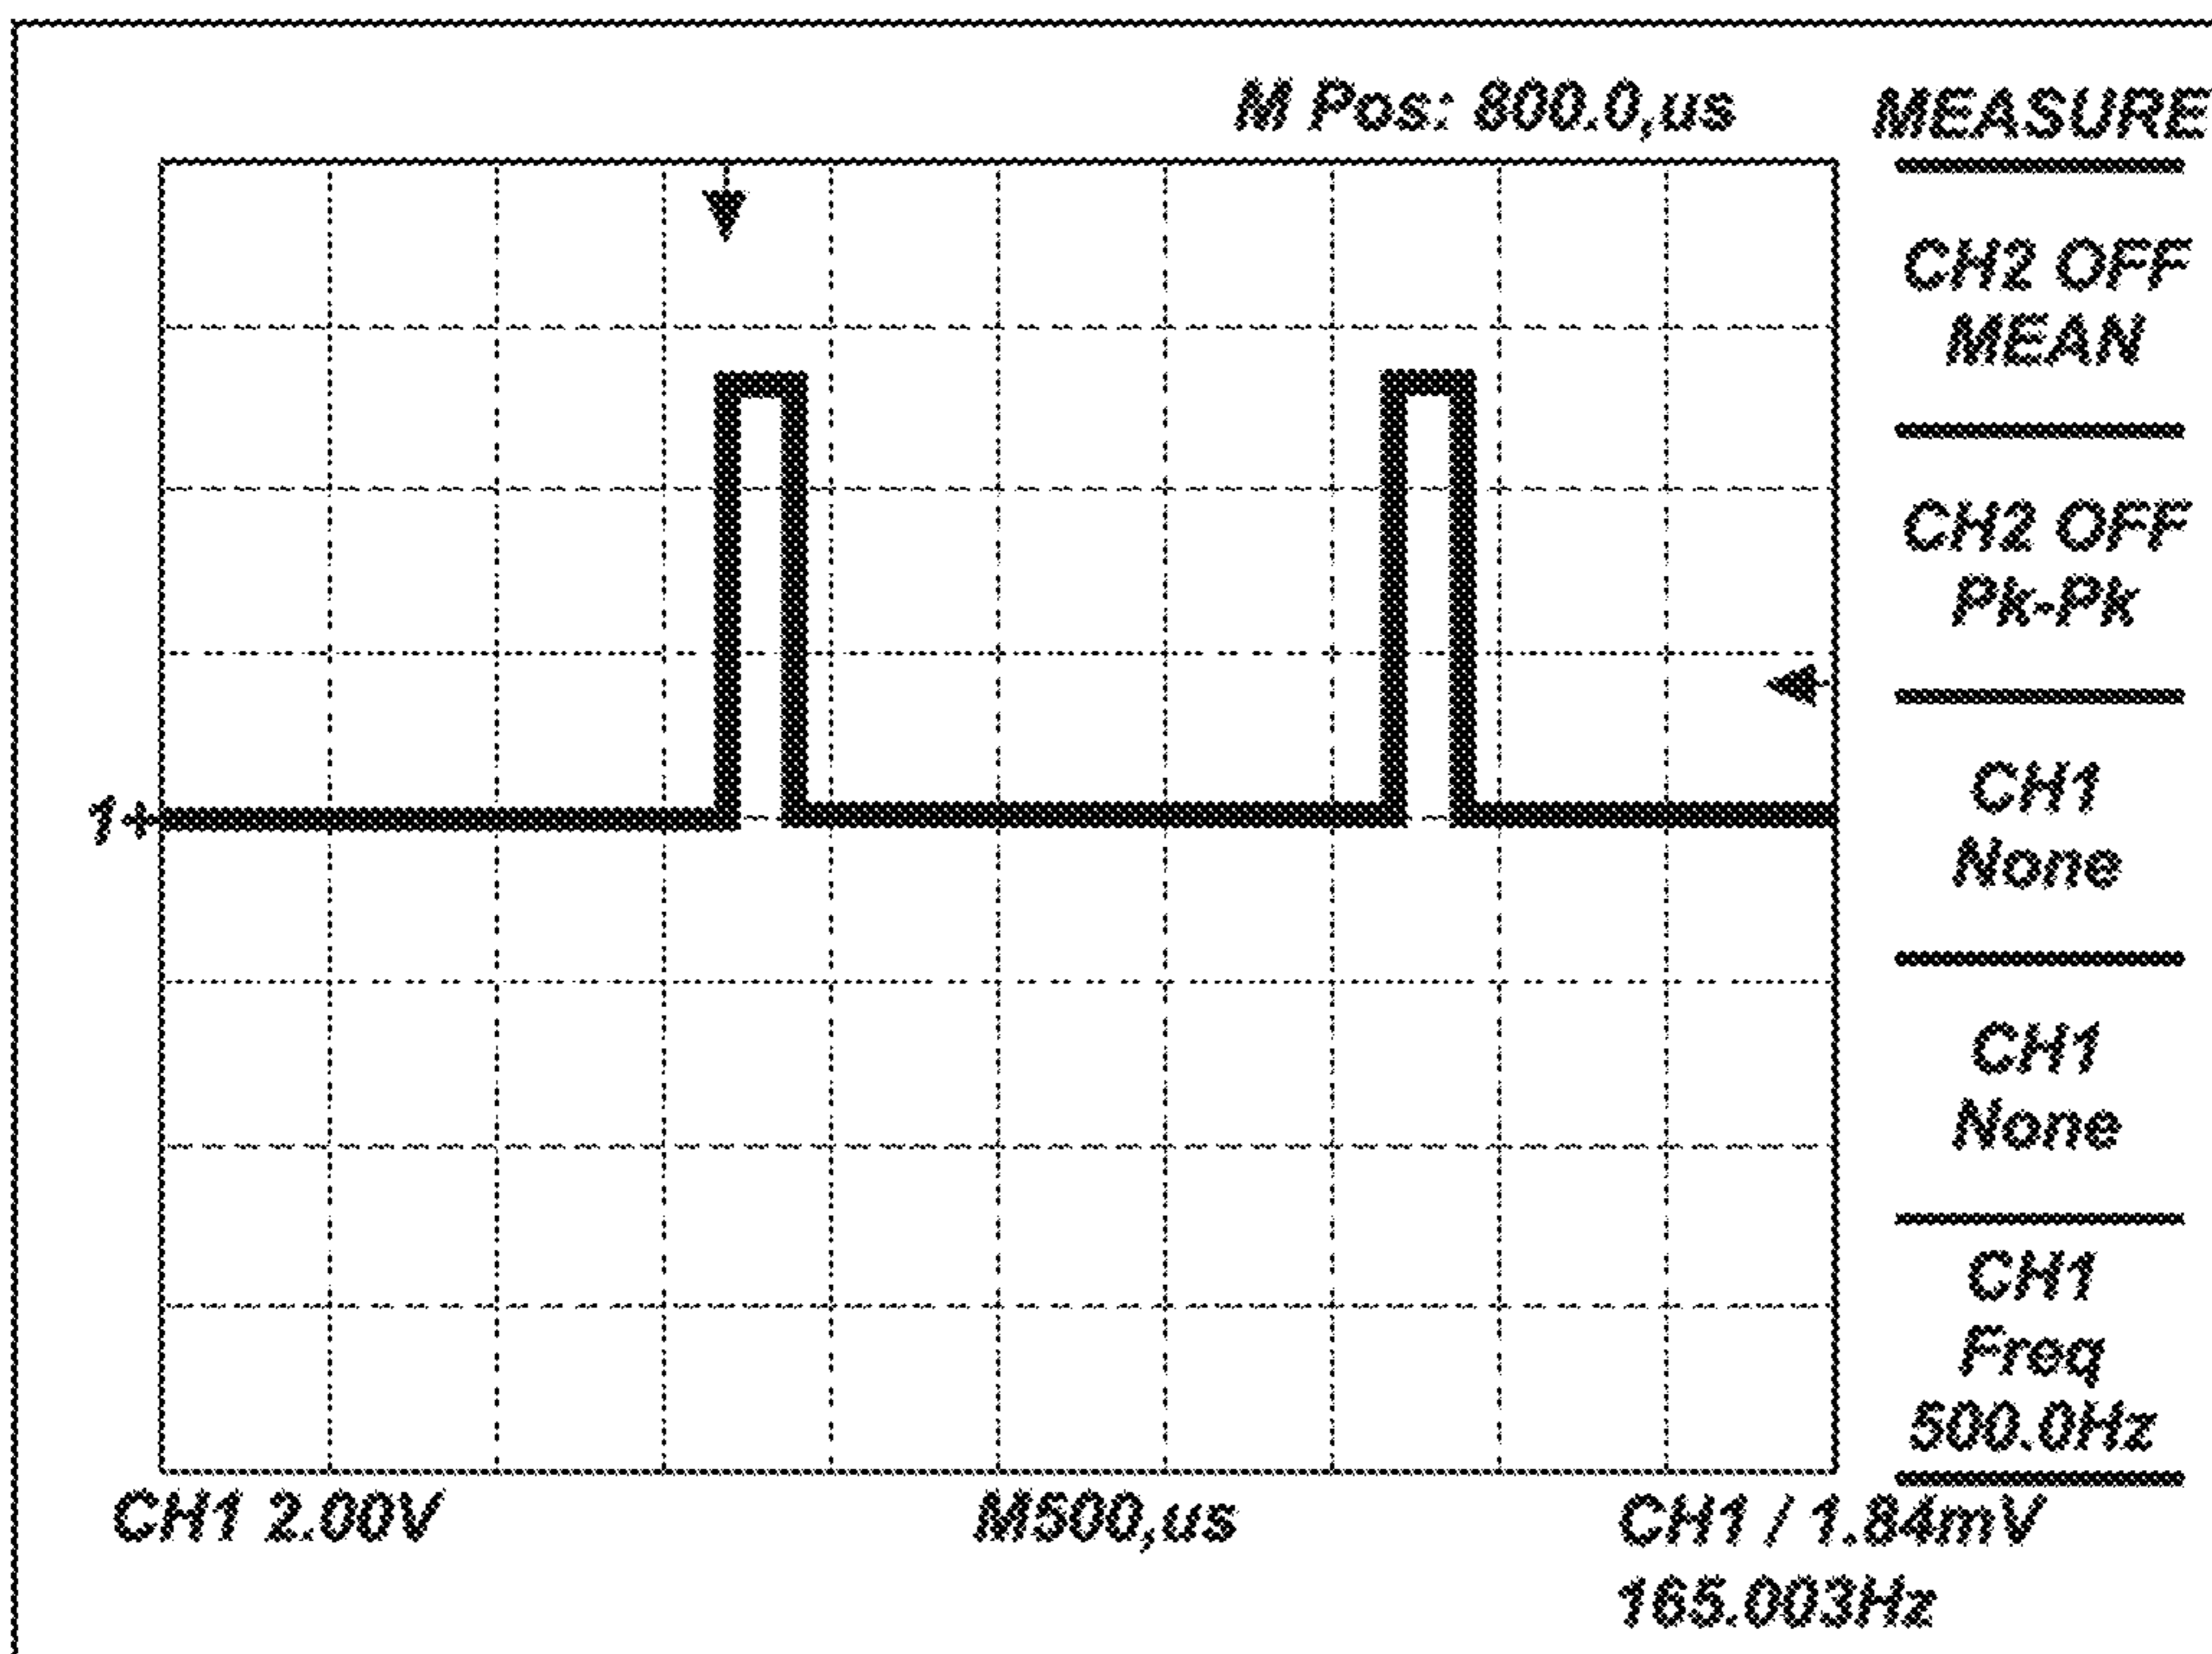 M Pos: 800.0,us
MEASURE
CH2 OFF
MEAN
CH2 OFF
Pk-Pk
1+
CH1
None
CH1
None
CH1
Freq
500.0Hz
CH1 2.00V
M500,us
CH1 / 1.84mV
165.003Hz